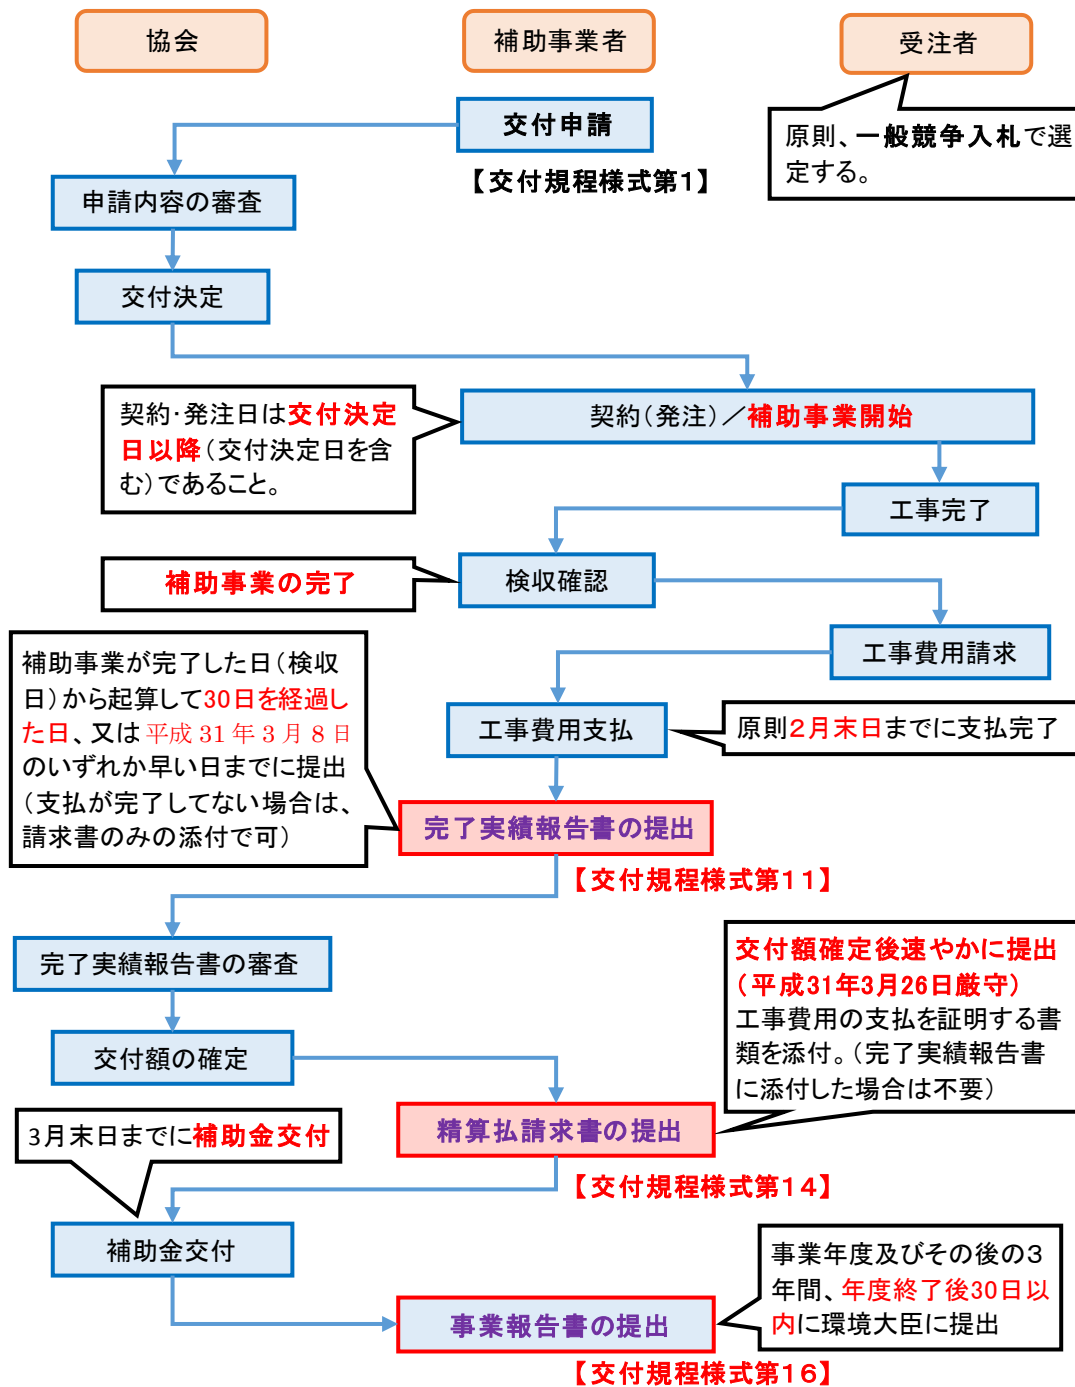 協会
補助事業者
受注者
交付申請
【交付規程様式第1】
原則、一般競争入札で選
定する。
申請内容の審査
交付決定
契約・発注日は交付決定
日以降（交付決定日を含
む）であること。
契約（発注）／補助事業開始
工事完了
補助事業の完了
検収確認
工事費用請求
補助事業が完了した日（検収
日）から起算して30日を経過し
た日、又は平成 31 年 3 月 8 日
のいずれか早い日までに提出
（支払が完了してない場合は、
請求書のみの添付で可）
工事費用支払
原則２月末日までに支払完了
完了実績報告書の提出
【交付規程様式第１１】
完了実績報告書の審査
交付額の確定
交付額確定後速やかに提出
（平成31年3月26日厳守）
工事費用の支払を証明する書
類を添付。（完了実績報告書
に添付した場合は不要）
精算払請求書の提出
【交付規程様式第１４】
3月末日までに補助金交付
補助金交付
事業年度及びその後の３
年間、年度終了後30日以
内に環境大臣に提出
事業報告書の提出
【交付規程様式第１６】